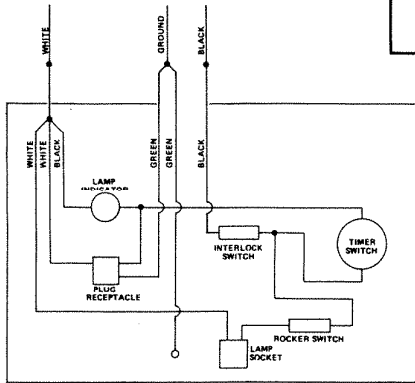 WHITE
GROUND
BLACK
WHITE
WHITE
BLACK
GREEN
GREEN
BLACK
LAMP
INDICATOR
PLUG
RECEPTACLE
INTERLOCK
SWITCH
TIMER
SWITCH
ROCKER SWITCH
LAMP
SOCKET